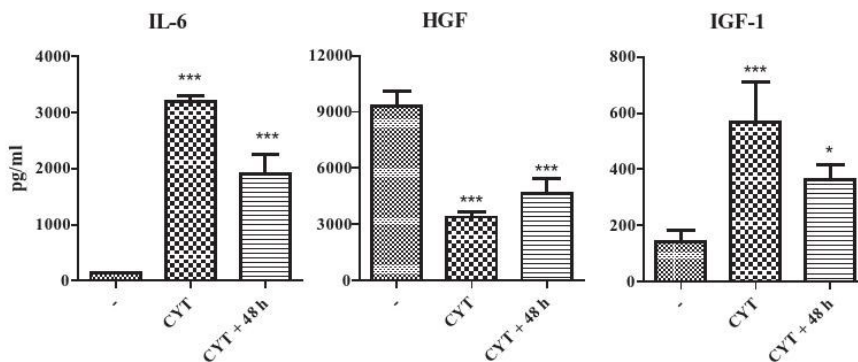 IL-6
HGF
IGF-1
pg/ml
4000
3000
2000
1000
0
***
***
-
CYT
CYT + 48 h
12000
9000
6000
3000
0
***
***
-
CYT
CYT + 48 h
800
600
400
200
0
***
*
-
CYT
CYT + 48 h